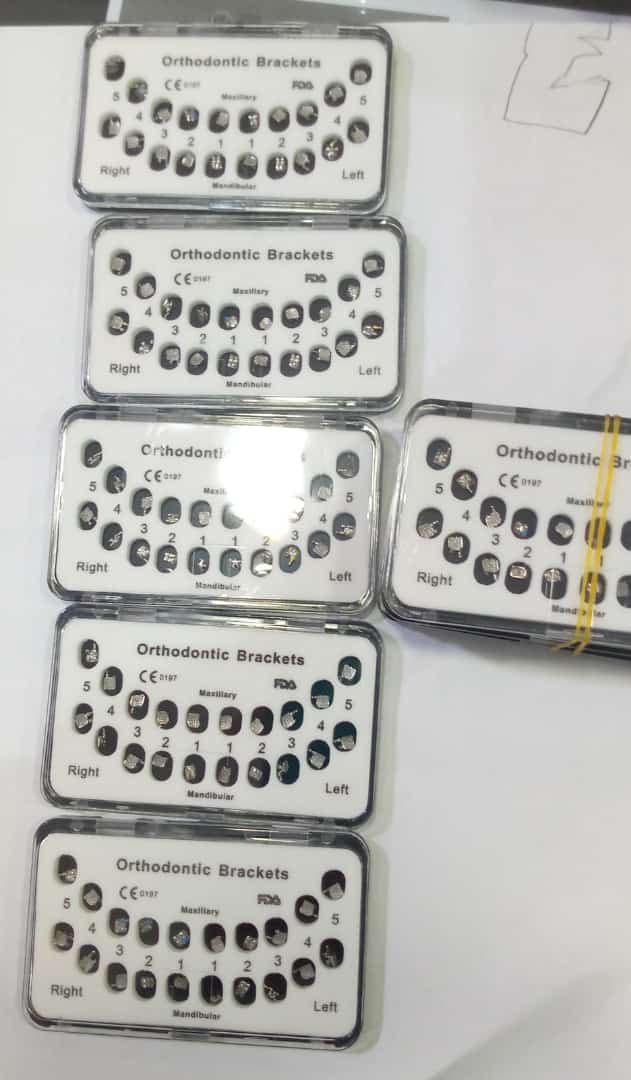 Orthodontic Brackets
CE 0197 FDA
Maxillary
5 5
4 4
3 2 1 1 2 3
Right Left
Mandibular
Orthodontic Brackets
CE 0197 FDA
Maxillary
5 5
4 4
3 2 1 1 2 3
Right Left
Mandibular
Orthodonti
CE 0197
5 5
4 4
3 2 1 1 2 3
Right Left
Mandibular
Orthodontic Brackets
CE 0197 FDA
Maxillary
5 5
4 4
3 2 1 1 2 3
Right Left
Mandibular
Orthodontic Brackets
CE 0197 FDA
Maxillary
5 5
4 4
3 2 1 1 2 3
Right Left
Mandibular
Orthodontic Br
CE 0197
Maxillary
5
4
3 2 1
Right
Mandibular